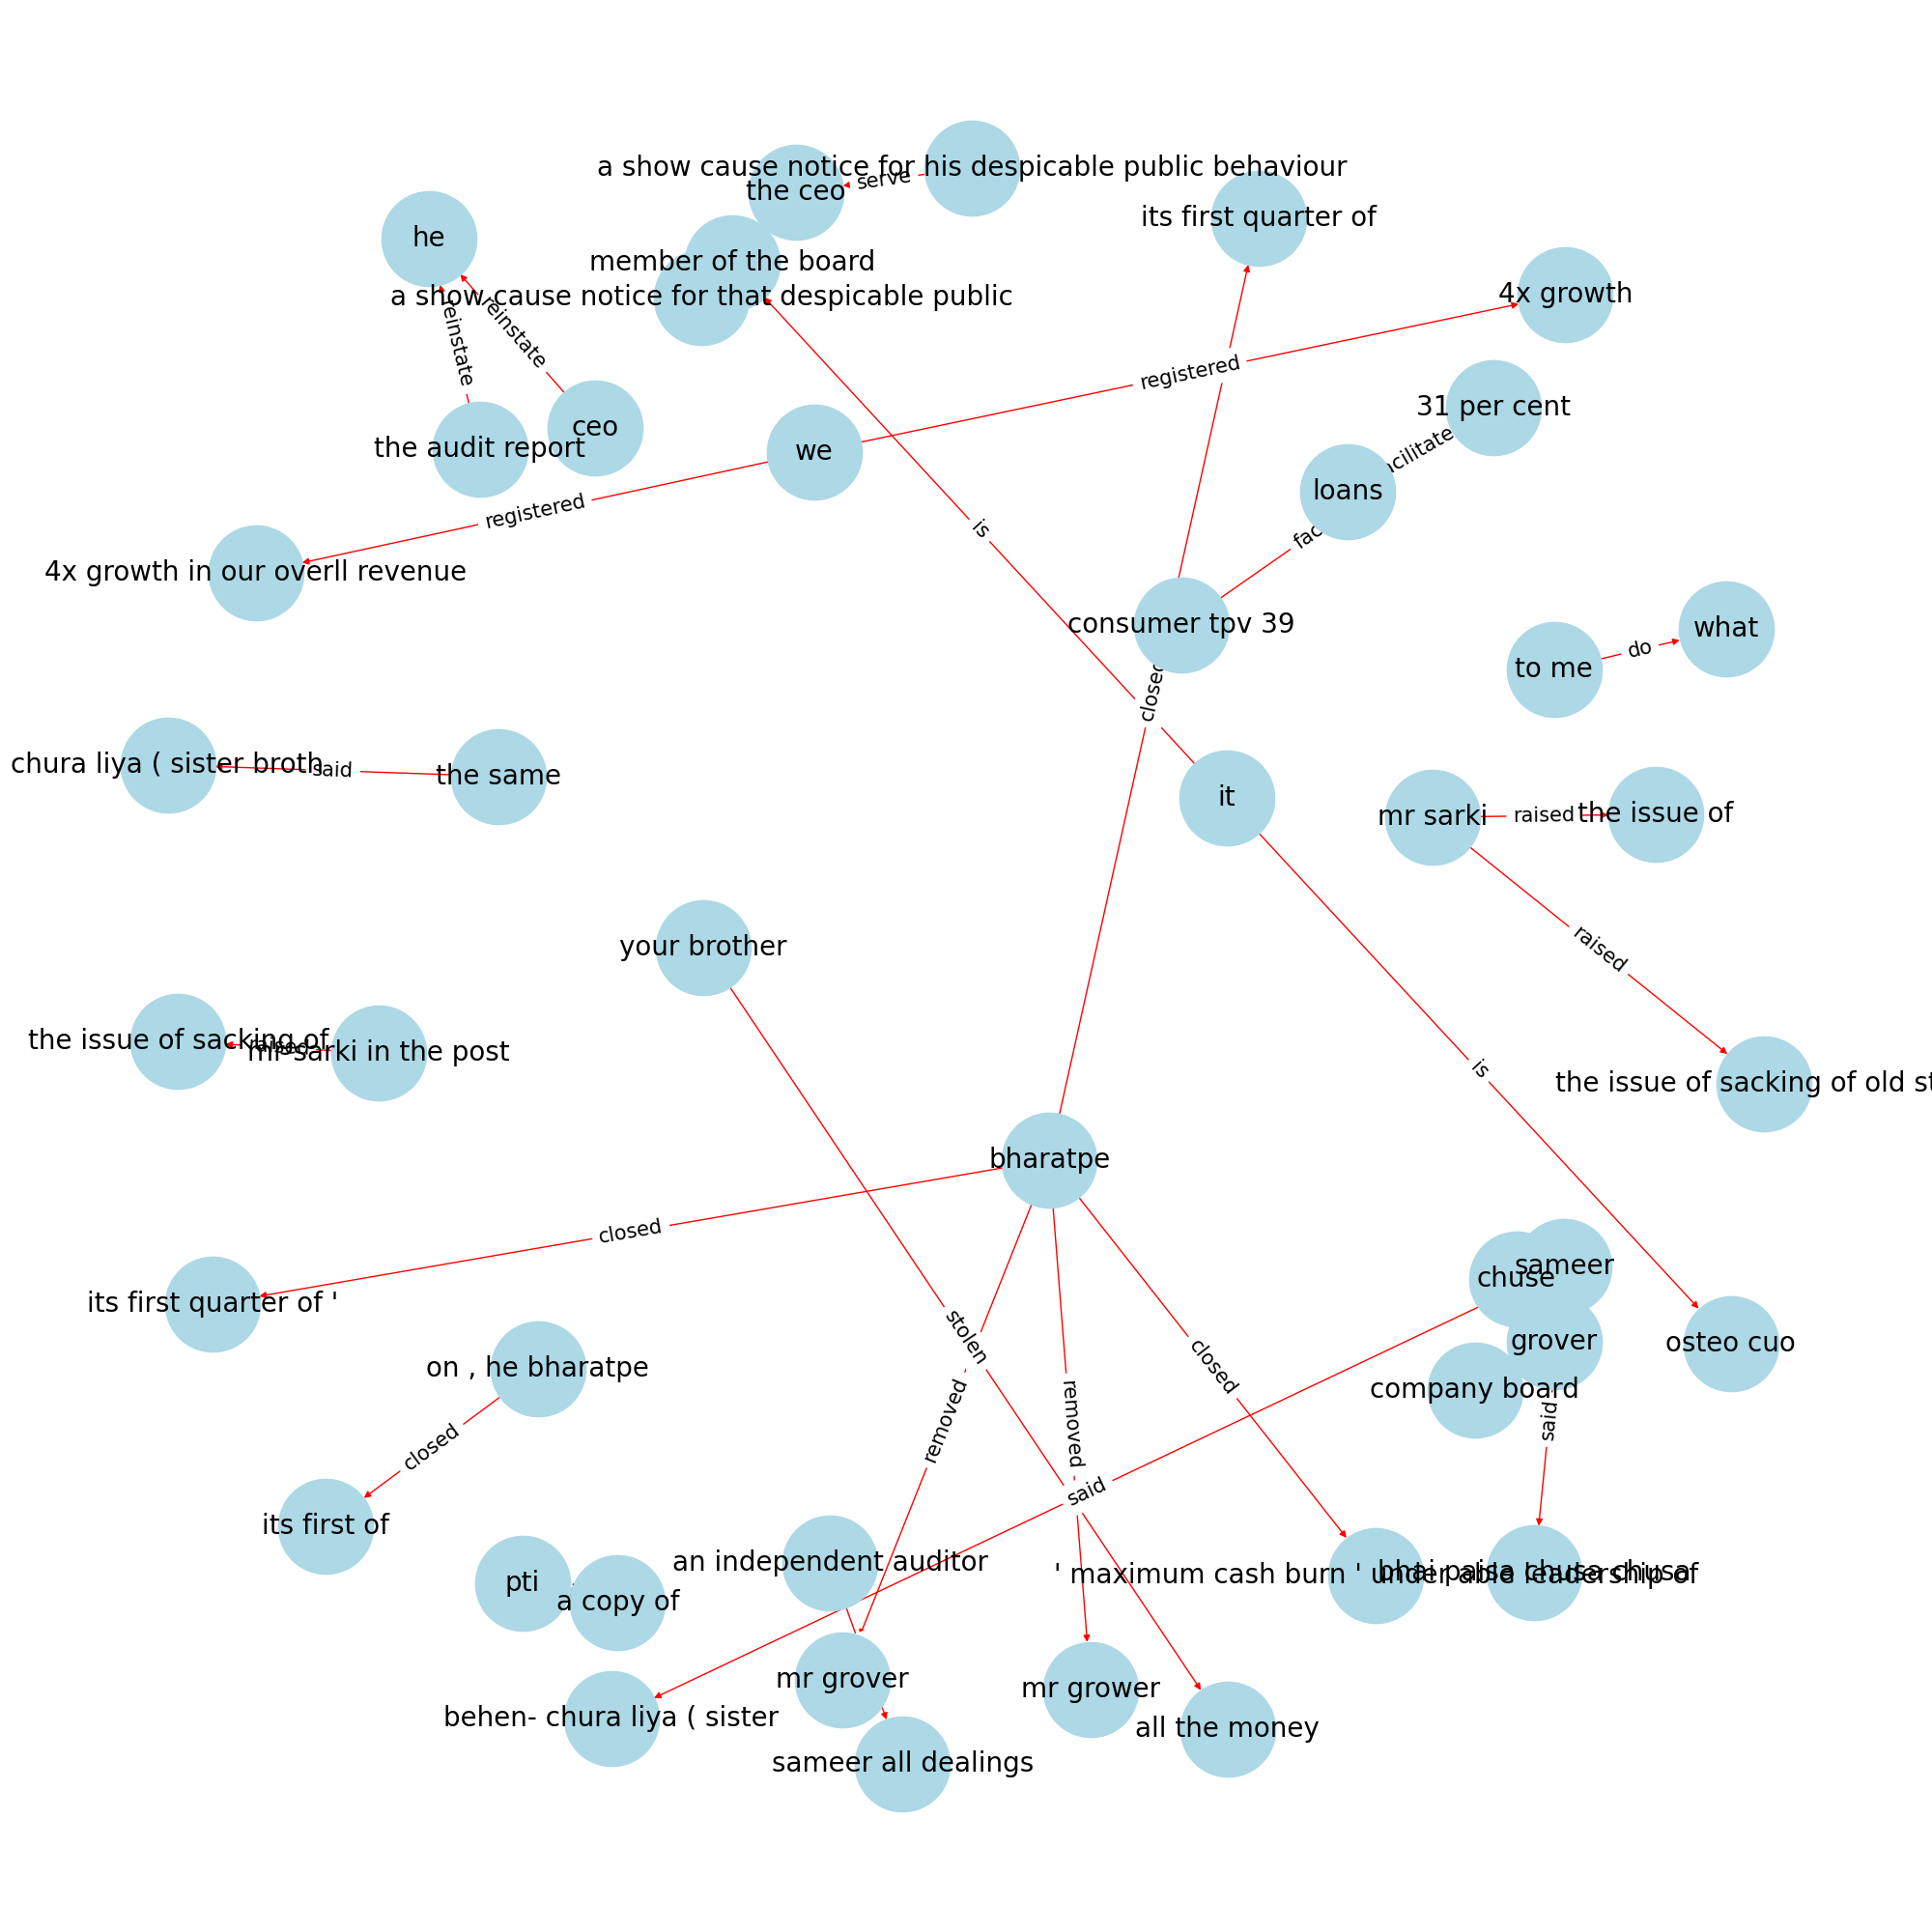 a show cause notice for his despicable public behaviour
serve
the ceo
its first quarter of
he
member of the board
a show cause notice for that despicable public
4x growth
reinstate
reinstate
registered
31 per cent
ceo
the audit report
we
facilitate
loans
registered
is
4x growth in our overll revenue
consumer tpv 39
what
do
to me
closed
chura liya ( sister broth
said
the same
it
mr sarki
raised
the issue of
your brother
raised
the issue of sacking of
raised
mr sarki in the post
is
the issue of sacking of old
bharatpe
closed
its first quarter of '
sameer
chuse
grover
osteo cuo
stolen
closed
on , he bharatpe
company board
removed
removed
said
closed
said
its first of
an independent auditor
pti
a copy of
' maximum cash burn ' under able leadership of
bhai paisa chusa chusa
mr grover
mr grower
behen- chura liya ( sister
all the money
sameer all dealings